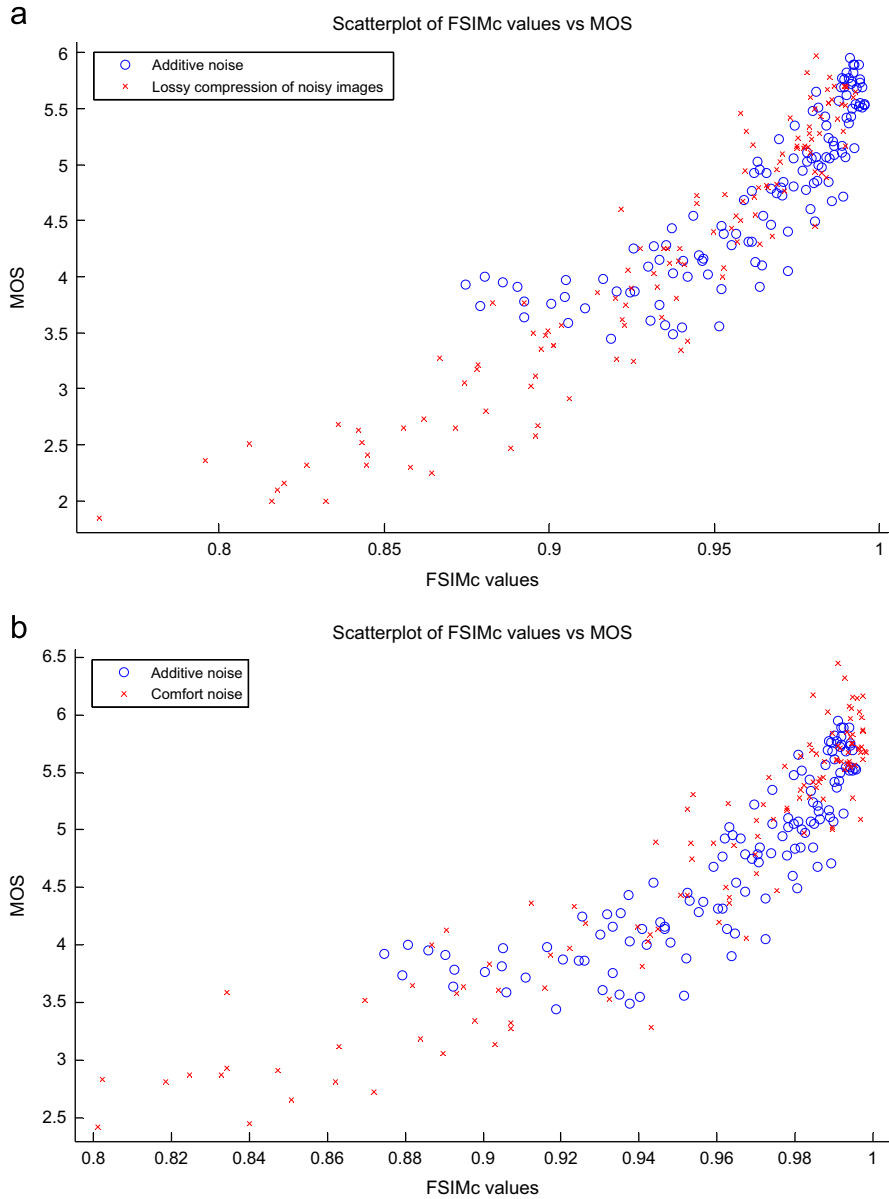 a
Scatterplot of FSIMc values vs MOS
Additive noise
Lossy compression of noisy images
6
5.5
5
4.5
4
3.5
3
2.5
2
MOS
0.8 0.85 0.9 0.95 1
FSIMc values
b
Scatterplot of FSIMc values vs MOS
Additive noise
Comfort noise
6.5
6
5.5
5
4.5
4
3.5
3
2.5
MOS
0.8 0.82 0.84 0.86 0.88 0.9 0.92 0.94 0.96 0.98 1
FSIMc values